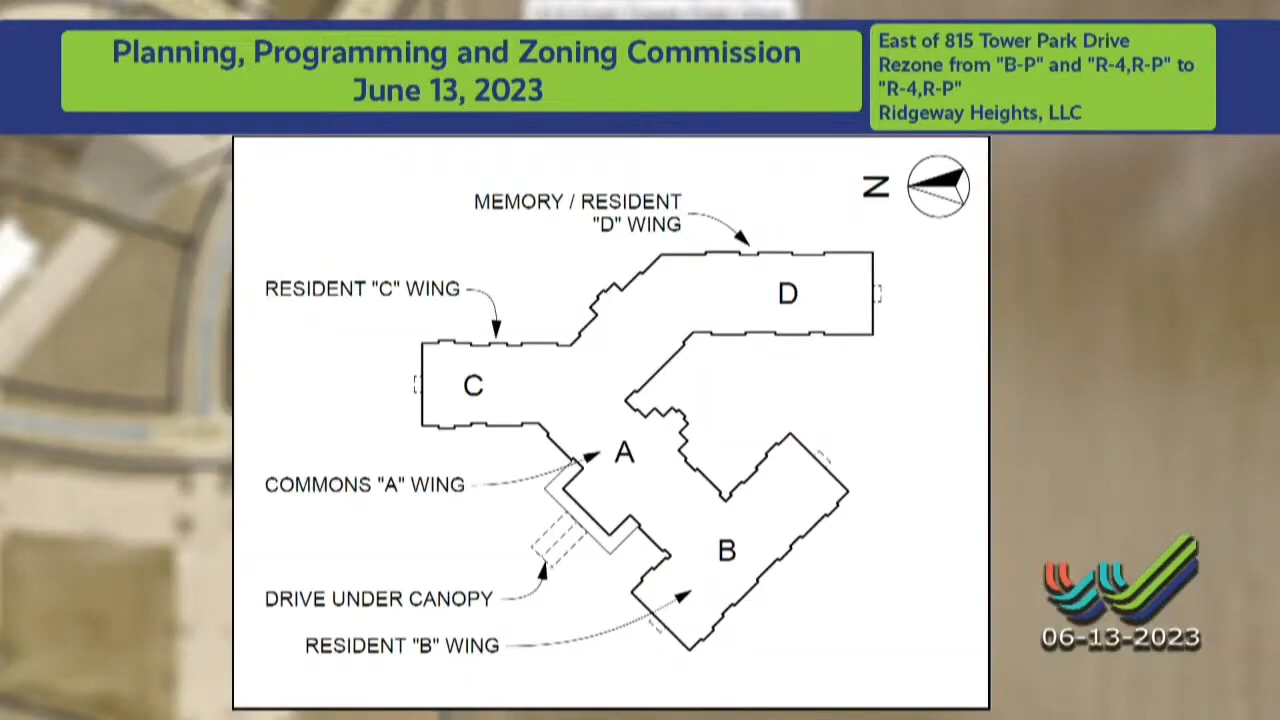 Planning, Programming and Zoning Commission
June 13, 2023
East of 815 Tower Park Drive
Rezone from "B-P" and "R-4,R-P" to
"R-4,R-P"
Ridgeway Heights, LLC
N
MEMORY / RESIDENT
"D" WING
D
RESIDENT "C" WING
C
A
COMMONS "A" WING
B
DRIVE UNDER CANOPY
RESIDENT "B" WING
06-13-2023